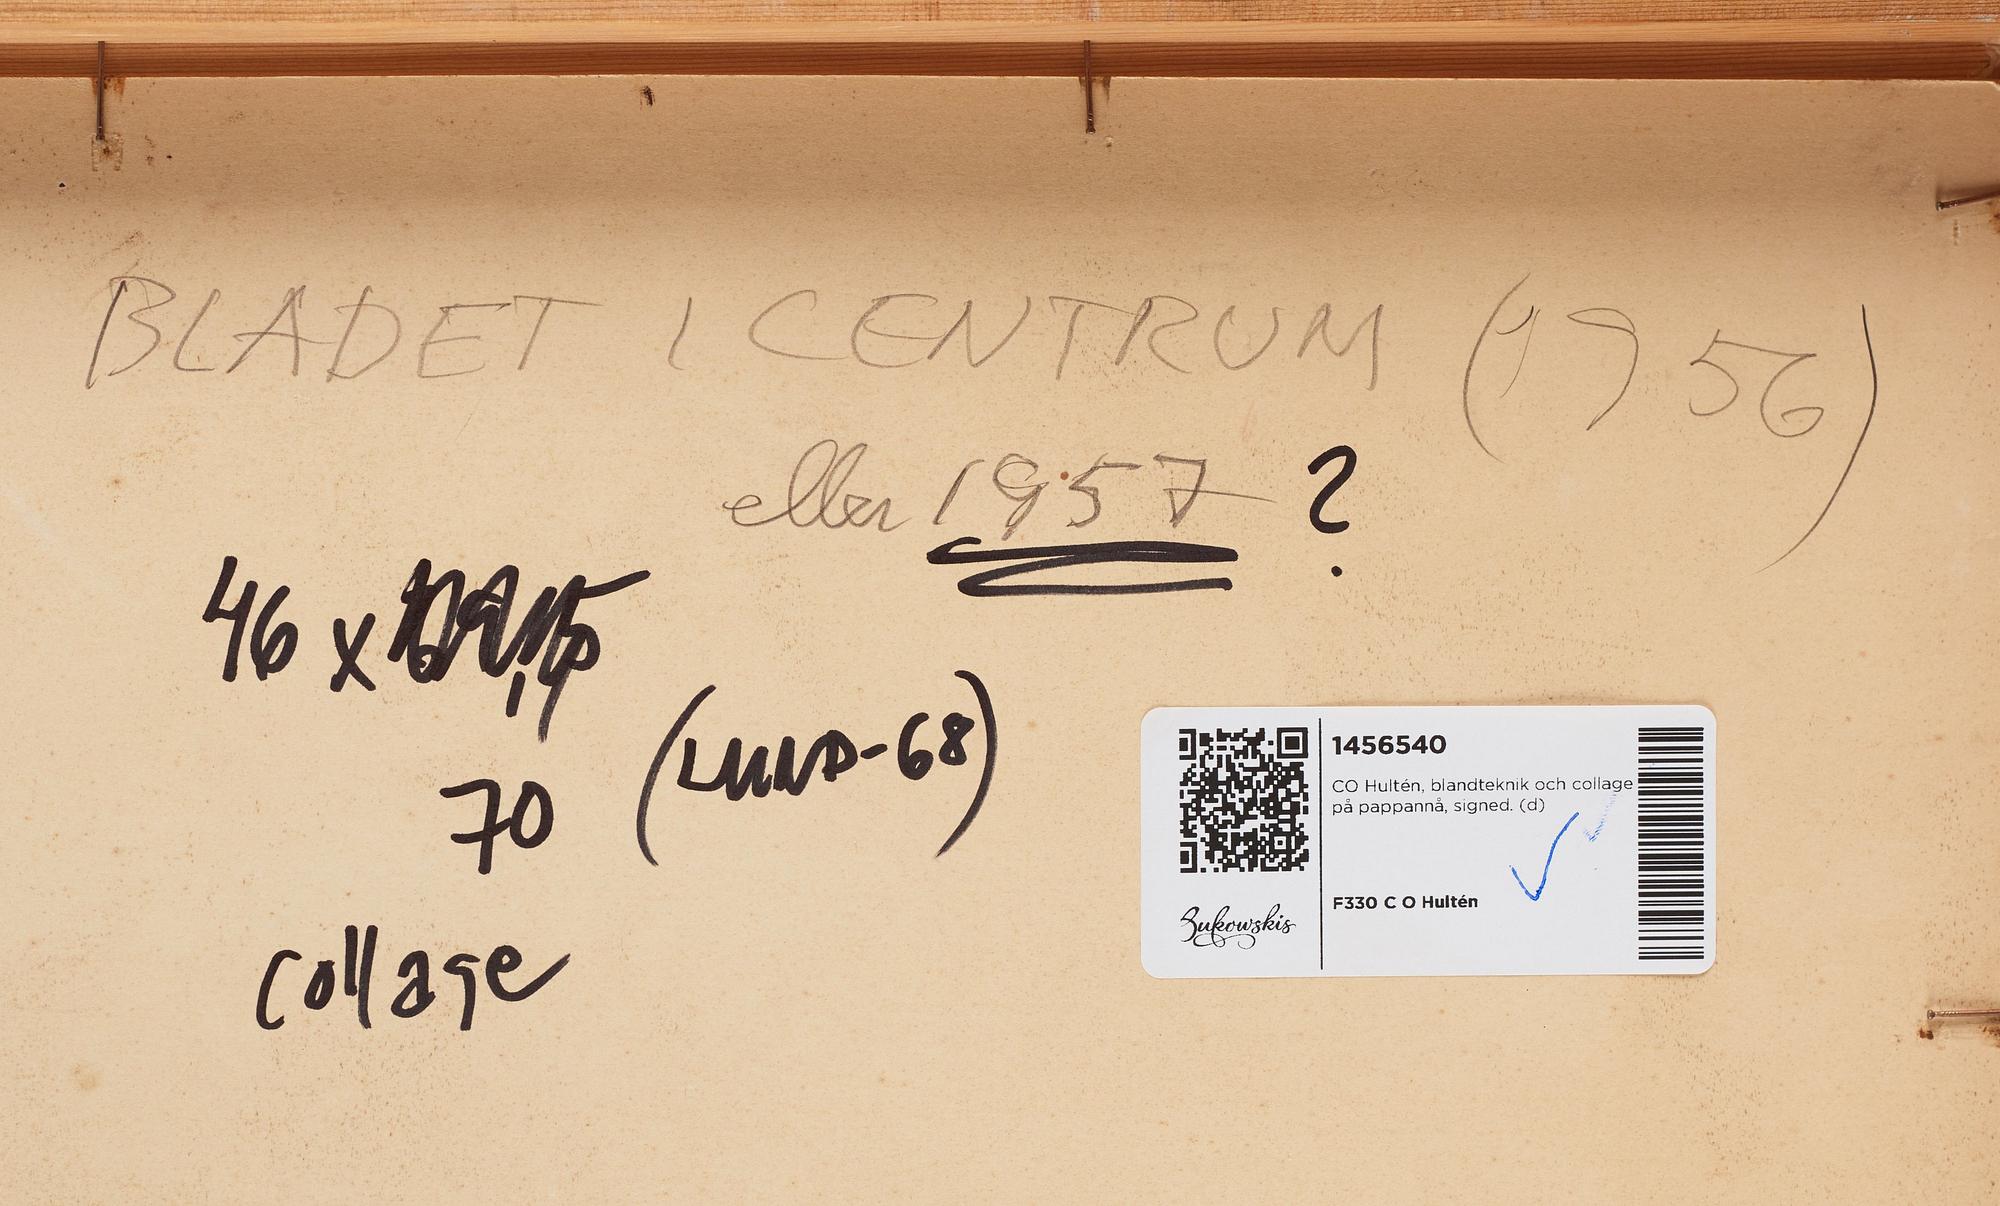 BLADET I CENTRUM (1956)
eller 1957 ?
46 x
70
(LUND-68)
collage
1456540
CO Hultén, blandteknik och collage
på pappannå, signed. (d)
F330 C O Hultén
Bukowskis